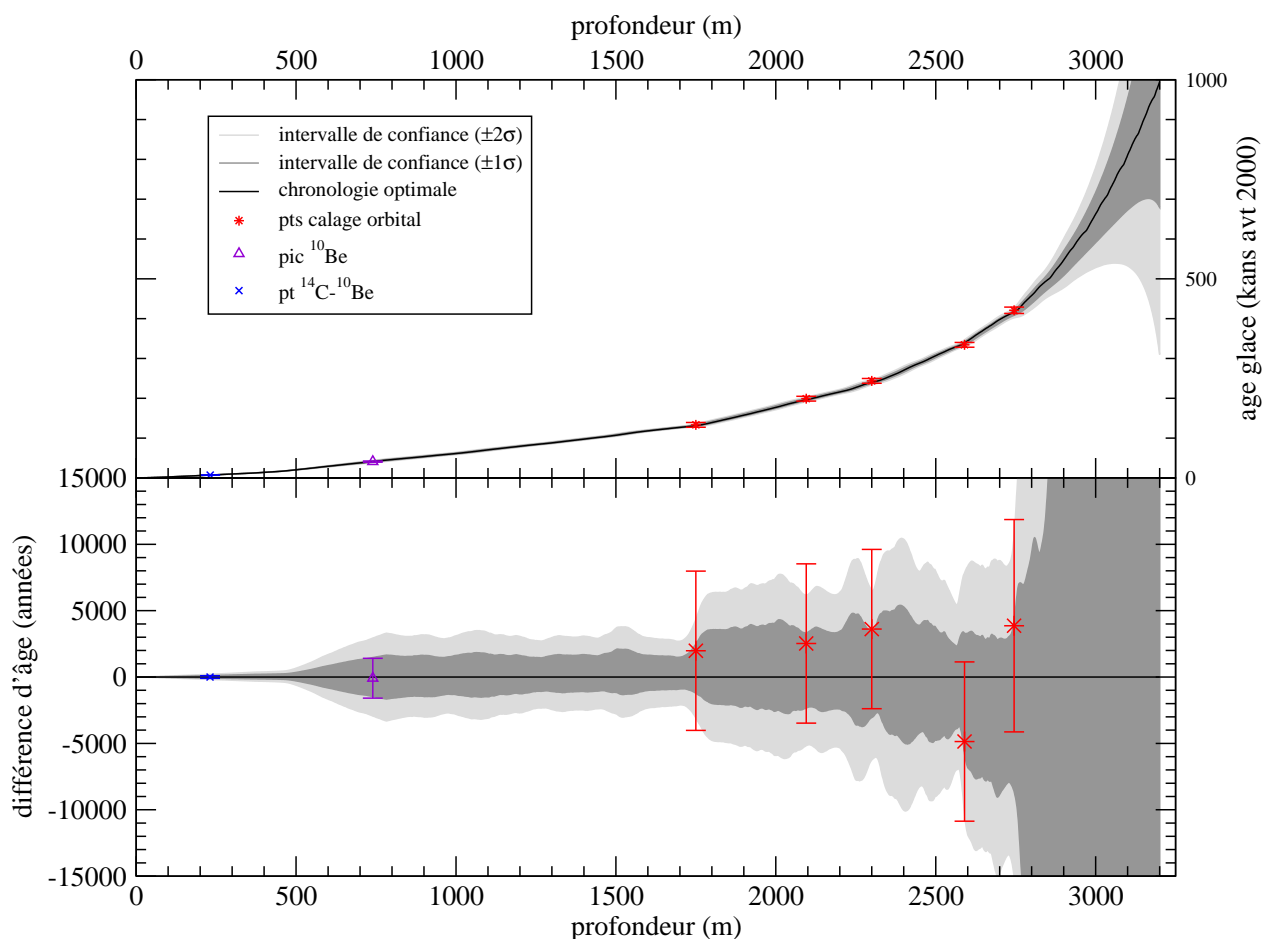 profondeur (m)
0 500 1000 1500 2000 2500 3000
1000
500
0
age glace (kans avt 2000)
intervalle de confiance (±2σ)
intervalle de confiance (±1σ)
chronologie optimale
pts calage orbital
pic ¹⁰Be
pt ¹⁴C-¹⁰Be
15000
10000
5000
0
-5000
-10000
-15000
différence d'âge (années)
0 500 1000 1500 2000 2500 3000
profondeur (m)